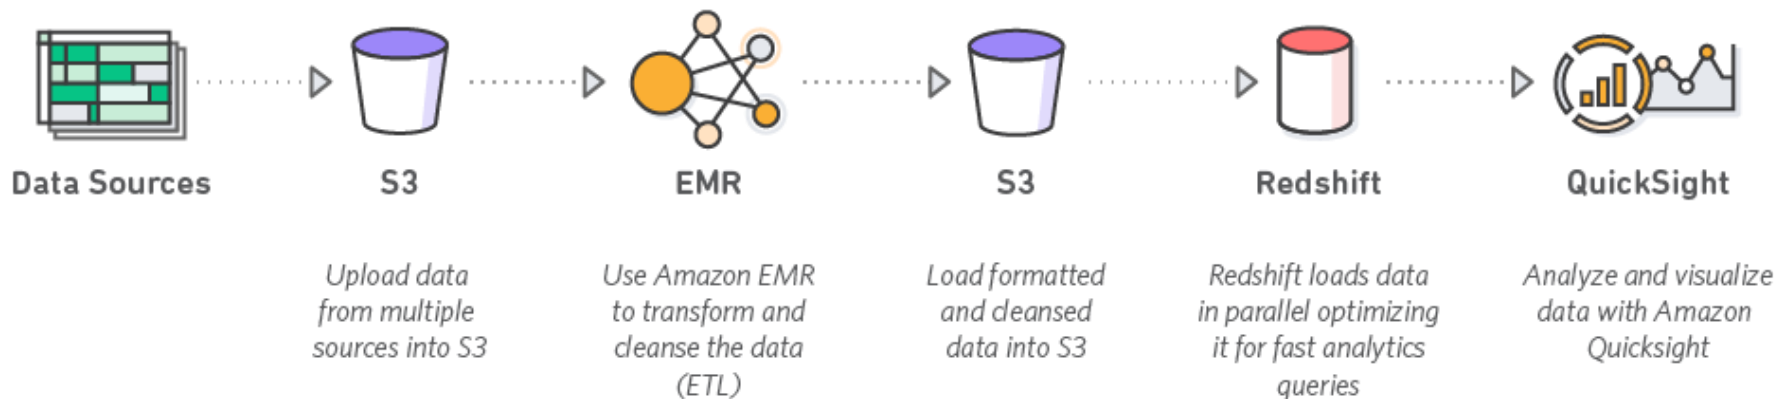 Data Sources
S3
EMR
S3
Redshift
QuickSight
Upload data
from multiple
sources into S3
Use Amazon EMR
to transform and
cleanse the data
(ETL)
Load formatted
and cleansed
data into S3
Redshift loads data
in parallel optimizing
it for fast analytics
queries
Analyze and visualize
data with Amazon
Quicksight